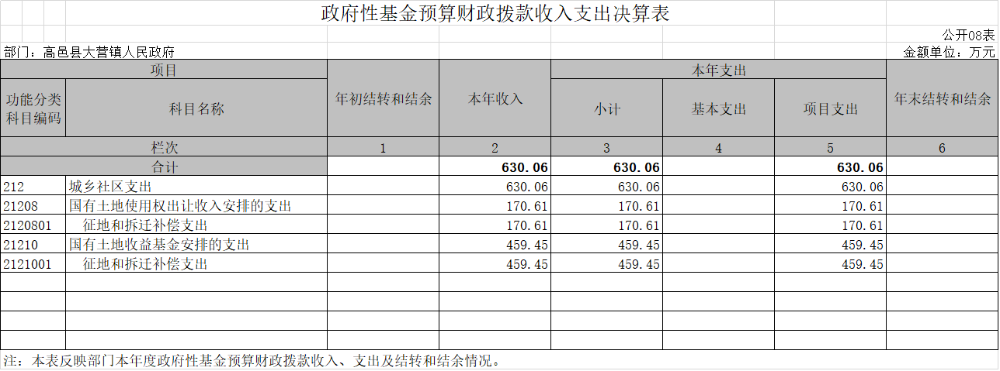 政府性基金预算财政拨款收入支出决算表
公开08表
部门：高邑县大营镇人民政府 金额单位：万元
项目 年初结转和结余 本年收入 本年支出 年末结转和结余
功能分类科目编码 科目名称 小计 基本支出 项目支出
栏次 1 2 3 4 5 6
合计 630.06 630.06 630.06
212 城乡社区支出 630.06 630.06 630.06
21208 国有土地使用权出让收入安排的支出 170.61 170.61 170.61
2120801 征地和拆迁补偿支出 170.61 170.61 170.61
21210 国有土地收益基金安排的支出 459.45 459.45 459.45
2121001 征地和拆迁补偿支出 459.45 459.45 459.45
注：本表反映部门本年度政府性基金预算财政拨款收入、支出及结转和结余情况。